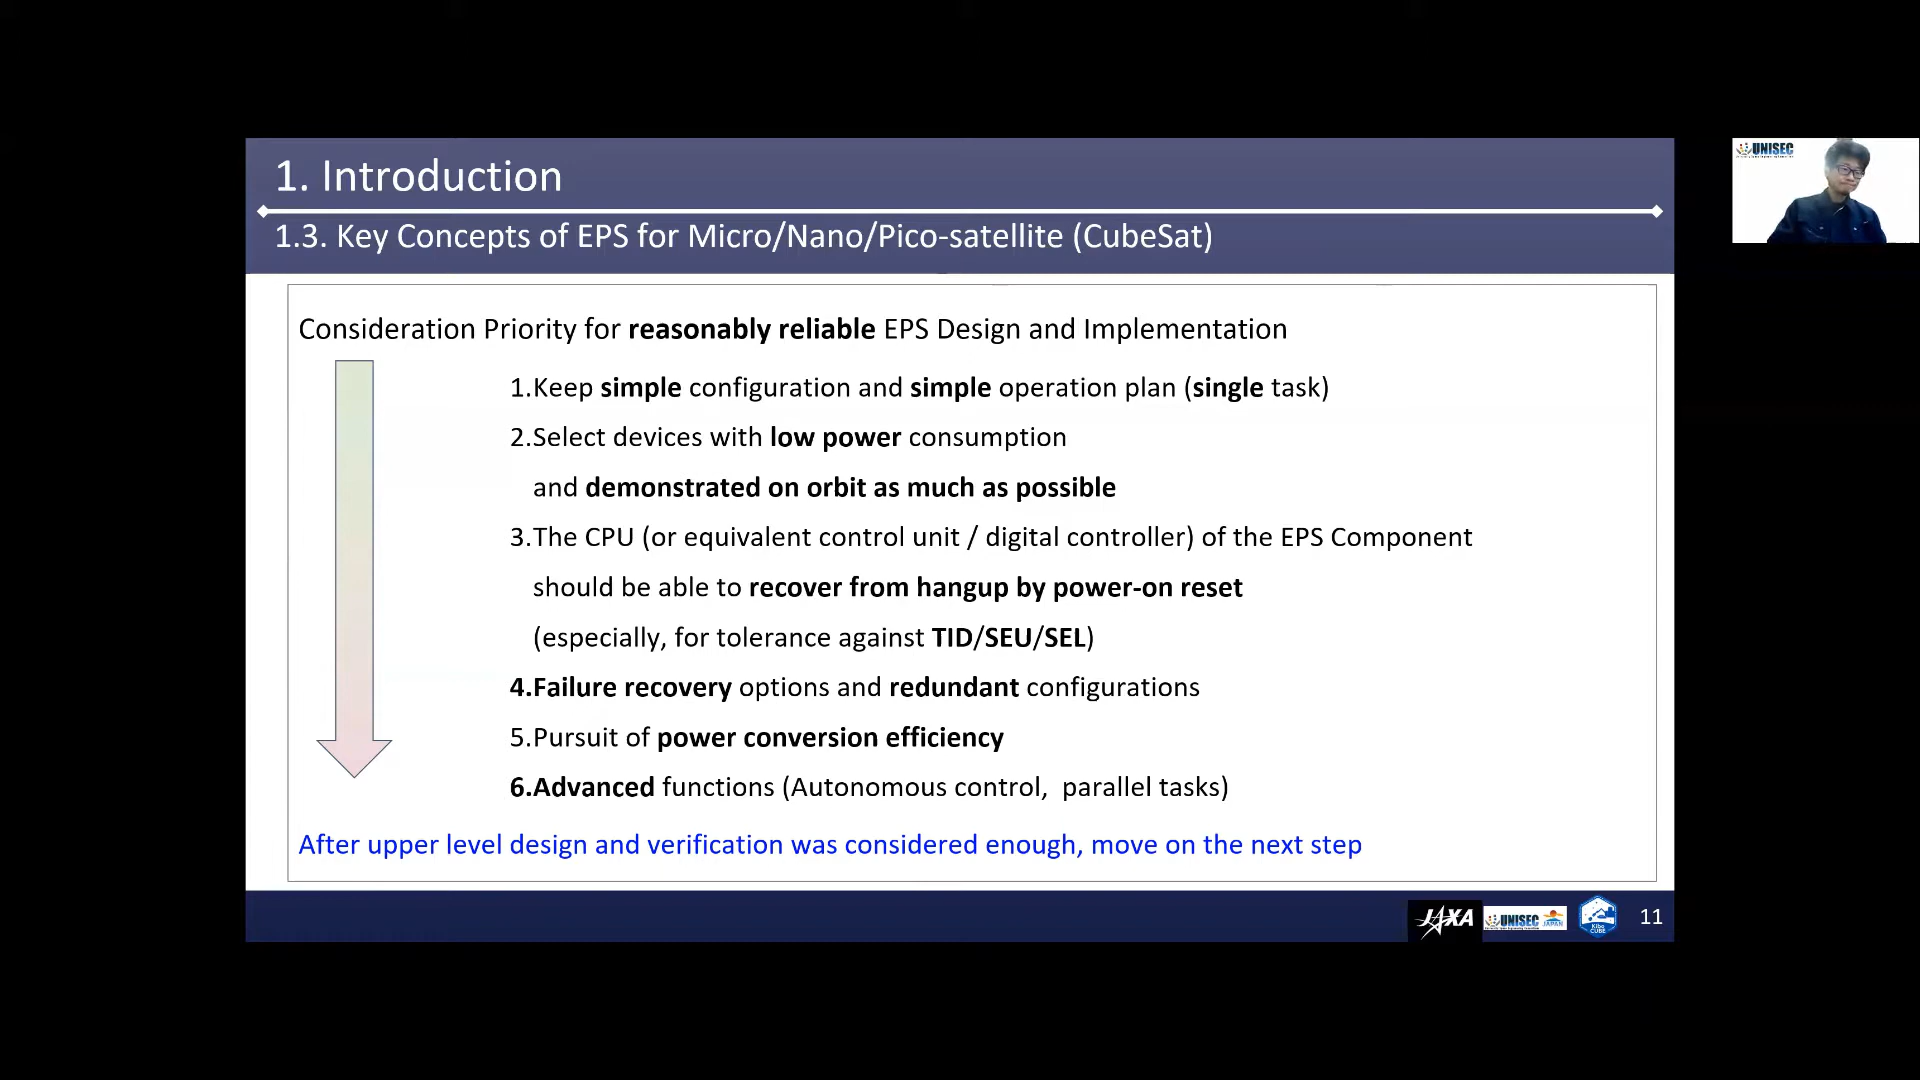 1. Introduction
1.3. Key Concepts of EPS for Micro/Nano/Pico-satellite (CubeSat)
UNISEC
Consideration Priority for reasonably reliable EPS Design and Implementation
1.Keep simple configuration and simple operation plan (single task)
2.Select devices with low power consumption
and demonstrated on orbit as much as possible
3.The CPU (or equivalent control unit / digital controller) of the EPS Component
should be able to recover from hangup by power-on reset
(especially, for tolerance against TID/SEU/SEL)
4.Failure recovery options and redundant configurations
5.Pursuit of power conversion efficiency
6.Advanced functions (Autonomous control,  parallel tasks)
After upper level design and verification was considered enough, move on the next step
JAXA
UNISEC
JAPAN
Kibo
CUBE
11